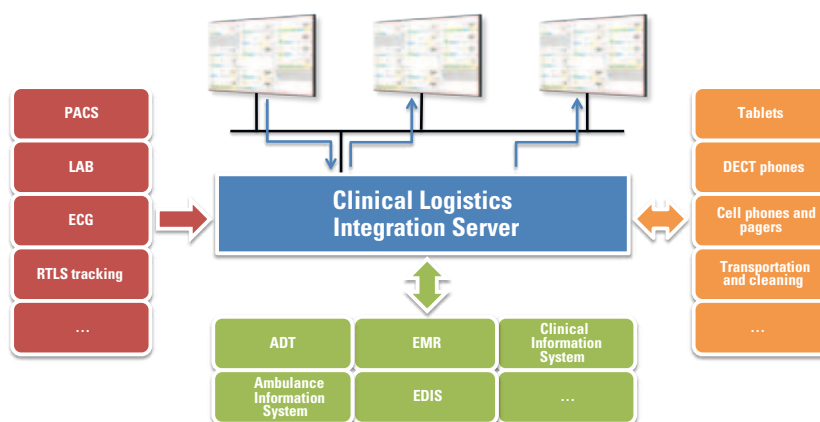 PACS
LAB
ECG
RTLS tracking
...
Clinical Logistics
Integration Server
Tablets
DECT phones
Cell phones and
pagers
Transportation
and cleaning
...
ADT
EMR
Clinical
Information
System
Ambulance
Information
System
EDIS
...